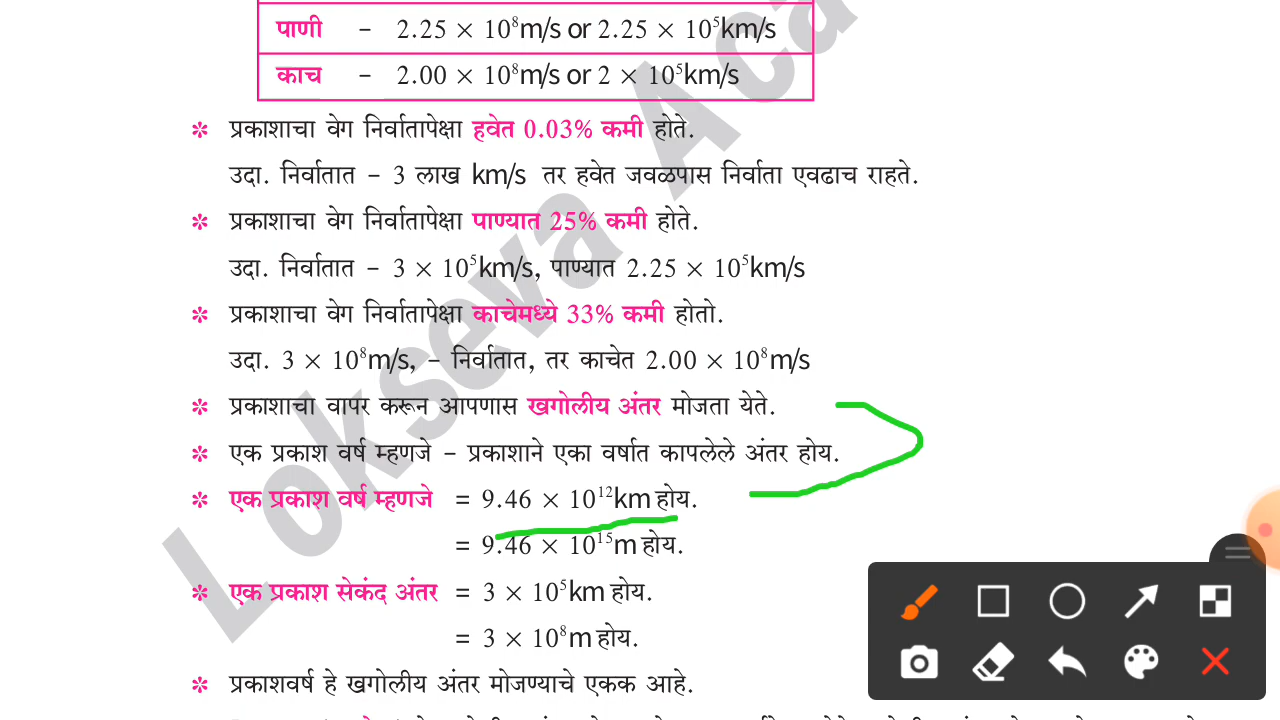 पाणी - 2.25 × 10⁸m/s or 2.25 × 10⁵km/s
काच - 2.00 × 10⁸m/s or 2 × 10⁵km/s
* प्रकाशाचा वेग निर्वातापेक्षा हवेत 0.03% कमी होते.
उदा. निर्वातात - 3 लाख km/s तर हवेत जवळपास निर्वाता एवढाच राहते.
* प्रकाशाचा वेग निर्वातापेक्षा पाण्यात 25% कमी होते.
उदा. निर्वातात - 3 × 10⁵km/s, पाण्यात 2.25 × 10⁵km/s
* प्रकाशाचा वेग निर्वातापेक्षा काचेमध्ये 33% कमी होतो.
उदा. 3 × 10⁸m/s, - निर्वातात, तर काचेत 2.00 × 10⁸m/s
* प्रकाशाचा वापर करून आपणास खगोलीय अंतर मोजता येते.
* एक प्रकाश वर्ष म्हणजे - प्रकाशाने एका वर्षात कापलेले अंतर होय.
* एक प्रकाश वर्ष म्हणजे = 9.46 × 10¹²km होय.
= 9.46 × 10¹⁵m होय.
* एक प्रकाश सेकंद अंतर = 3 × 10⁵km होय.
= 3 × 10⁸m होय.
* प्रकाशवर्ष हे खगोलीय अंतर मोजण्याचे एकक आहे.
Lokseva Aca